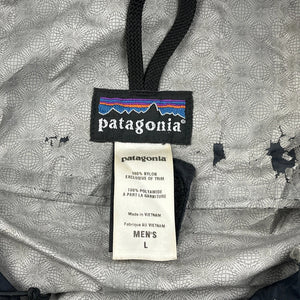 patagonia®
patagonia®
100% NYLON
EXCLUSIVE OF TRIM
100% POLYAMIDE
À PART LA GARNITURE
Made in VIETNAM
Fabriqué AU VIETNAM
MEN'S
L